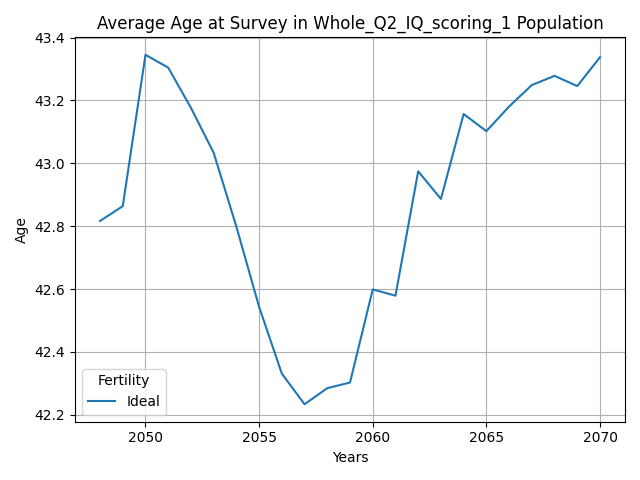 Average Age at Survey in Whole_Q2_IQ_scoring_1 Population
43.4
43.2
43.0
42.8
42.6
42.4
42.2
Age
Fertility
Ideal
2050
2055
2060
2065
2070
Years